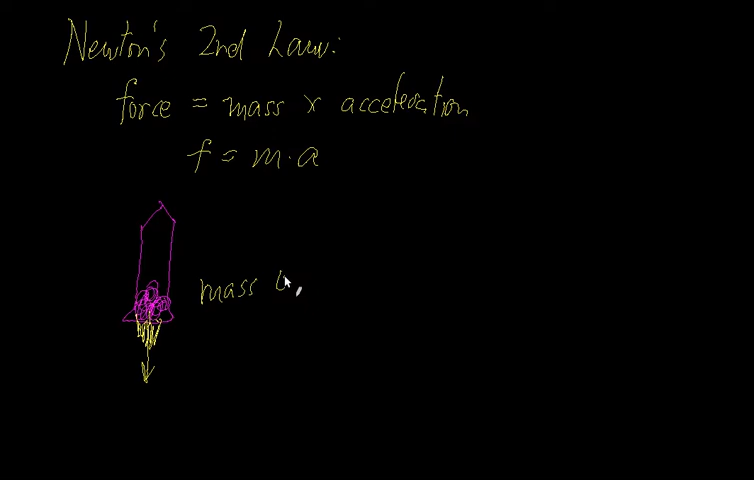 Newton's 2nd Law:
force = mass x acceleration
f = m.a
mass